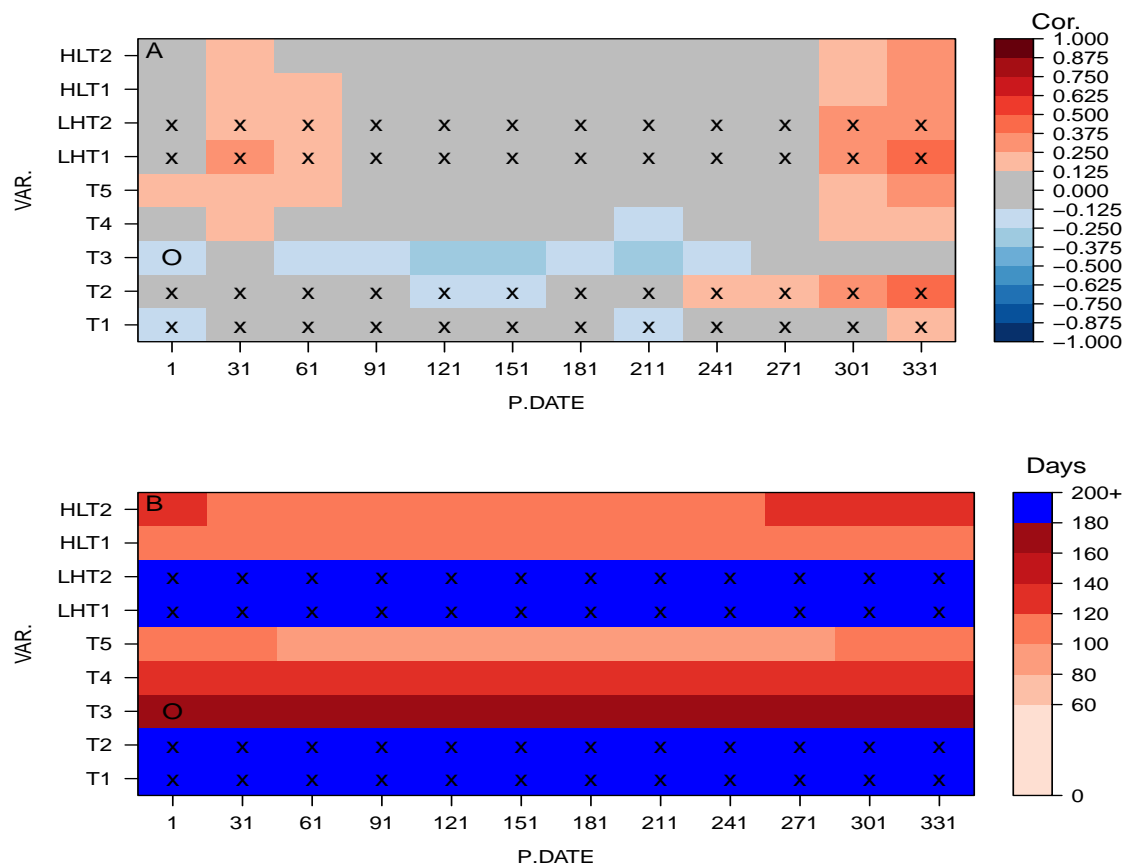 Cor.
A
HLT2
HLT1
LHT2 x x x x x x x x x x x x
LHT1 x x x x x x x x x x x x
T5
T4
T3 O
T2 x x x x x x x x x x x x
T1 x x x x x x x x x x x x
VAR.
1 31 61 91 121 151 181 211 241 271 301 331
P.DATE
1.000
0.875
0.750
0.625
0.500
0.375
0.250
0.125
0.000
−0.125
−0.250
−0.375
−0.500
−0.625
−0.750
−0.875
−1.000
Days
B
HLT2
HLT1
LHT2 x x x x x x x x x x x x
LHT1 x x x x x x x x x x x x
T5
T4
T3 O
T2 x x x x x x x x x x x x
T1 x x x x x x x x x x x x
VAR.
1 31 61 91 121 151 181 211 241 271 301 331
P.DATE
200+
180
160
140
120
100
80
60
0